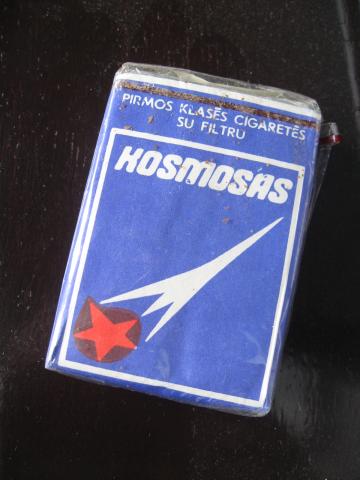 PIRMOS KLASĖS CIGARETĖS
SU FILTRU
KOSMOSAS